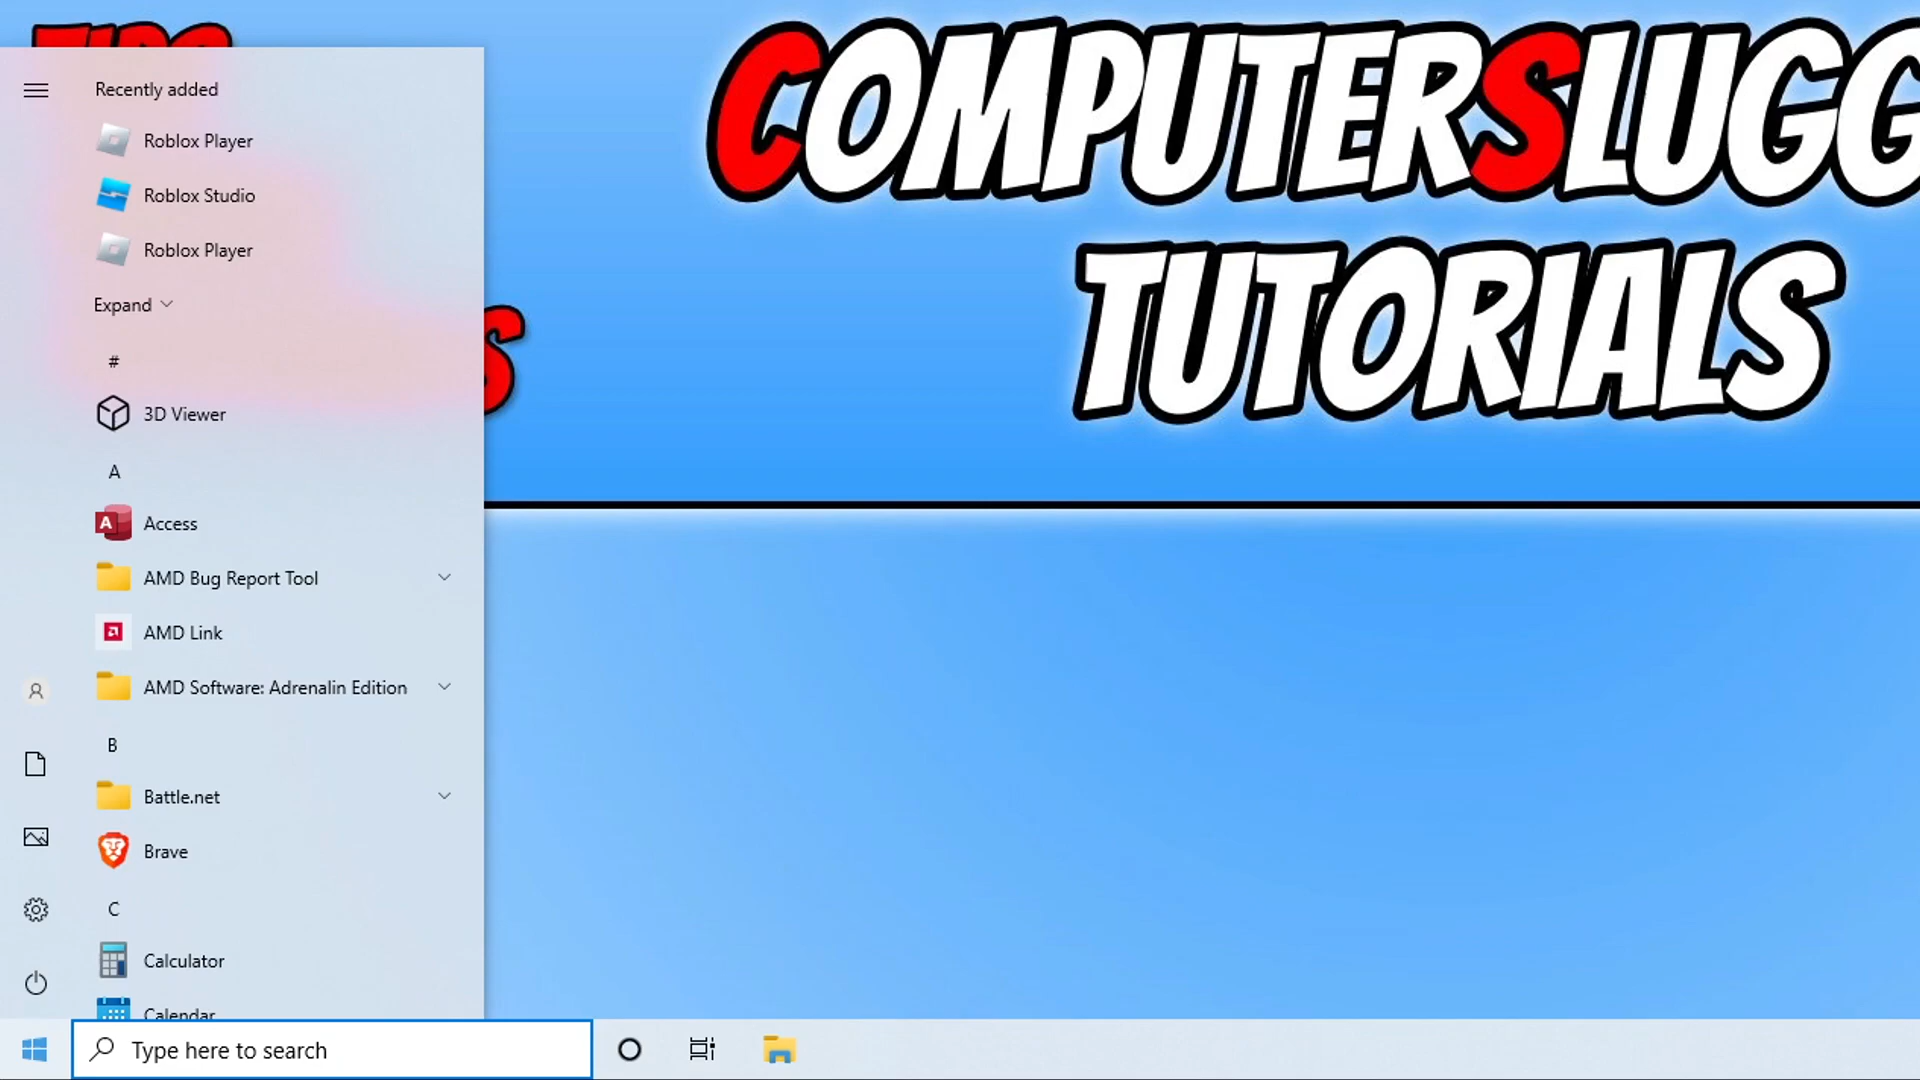 TIPS
COMPUTERSLUGG
TUTORIALS
S
Recently added
Roblox Player
Roblox Studio
Roblox Player
Expand
#
3D Viewer
A
Access
AMD Bug Report Tool
AMD Link
AMD Software: Adrenalin Edition
B
Battle.net
Brave
C
Calculator
Calendar
Type here to search